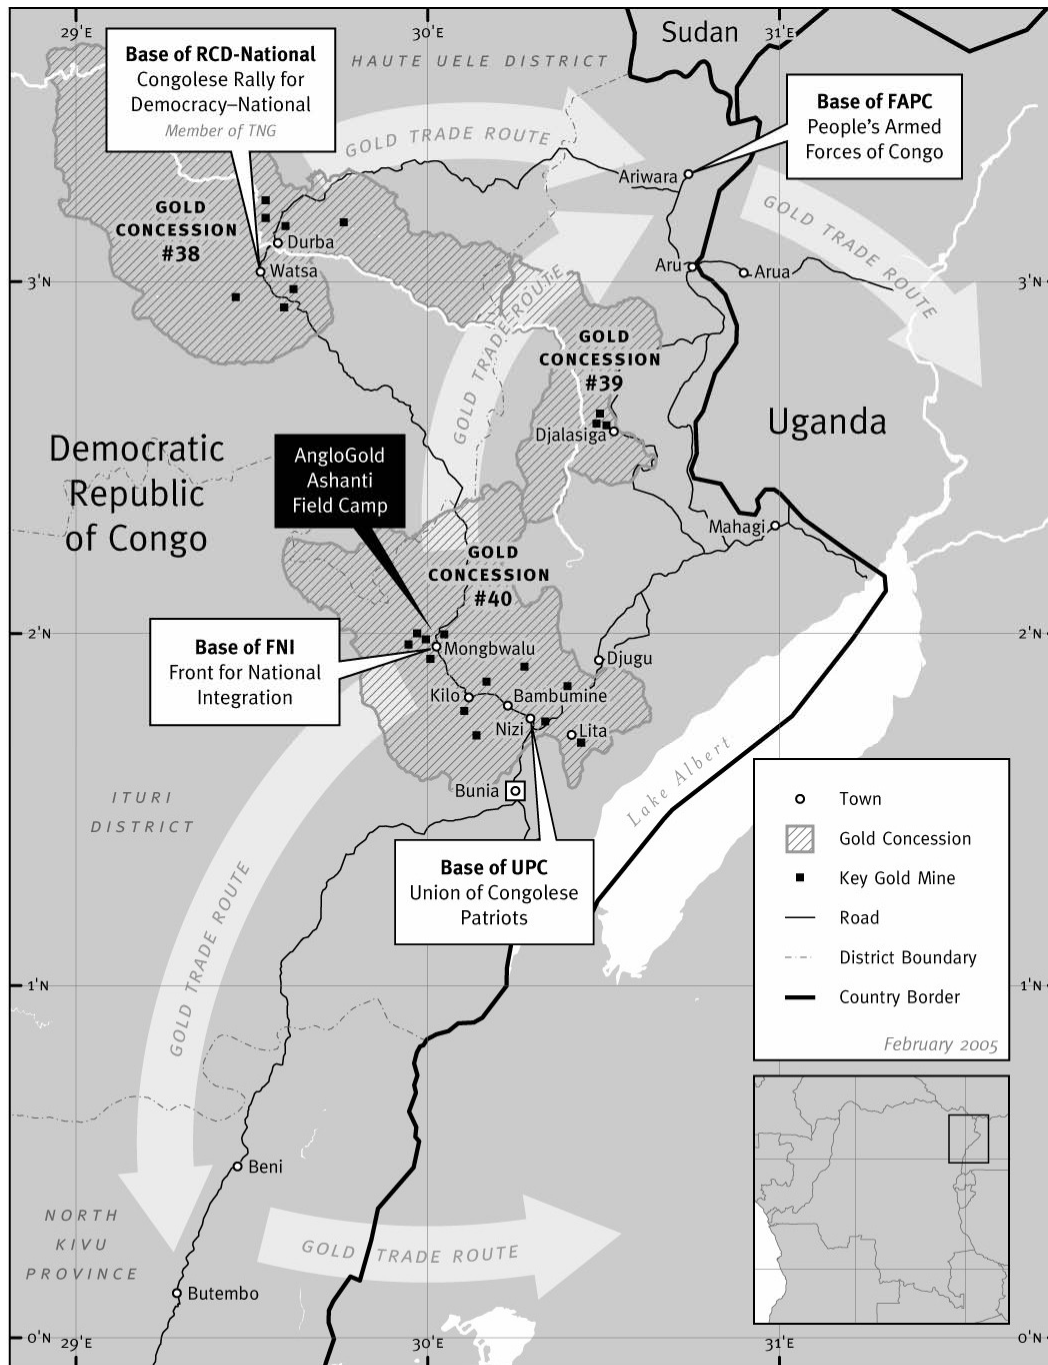 29°E
30°E
31°E
Sudan
Base of RCD-National
Congolese Rally for
Democracy–National
Member of TNG
HAUTE UELE DISTRICT
Base of FAPC
People's Armed
Forces of Congo
GOLD TRADE ROUTE
Ariwara
GOLD TRADE ROUTE
GOLD
CONCESSION
#38
Durba
Watsa
Aru
Arua
3°N
3°N
GOLD TRADE ROUTE
GOLD
CONCESSION
#39
Djalasiga
Uganda
Democratic
Republic
of Congo
AngloGold
Ashanti
Field Camp
Mahagi
GOLD
CONCESSION
#40
2°N
2°N
Base of FNI
Front for National
Integration
Mongbwalu
Djugu
Kilo
Bambumine
Nizi
Lita
Bunia
Lake Albert
ITURI
DISTRICT
GOLD TRADE ROUTE
Base of UPC
Union of Congolese
Patriots
Town
Gold Concession
Key Gold Mine
Road
District Boundary
Country Border
February 2005
1°N
1°N
Beni
NORTH
KIVU
PROVINCE
GOLD TRADE ROUTE
Butembo
0°N
0°N
29°E
30°E
31°E